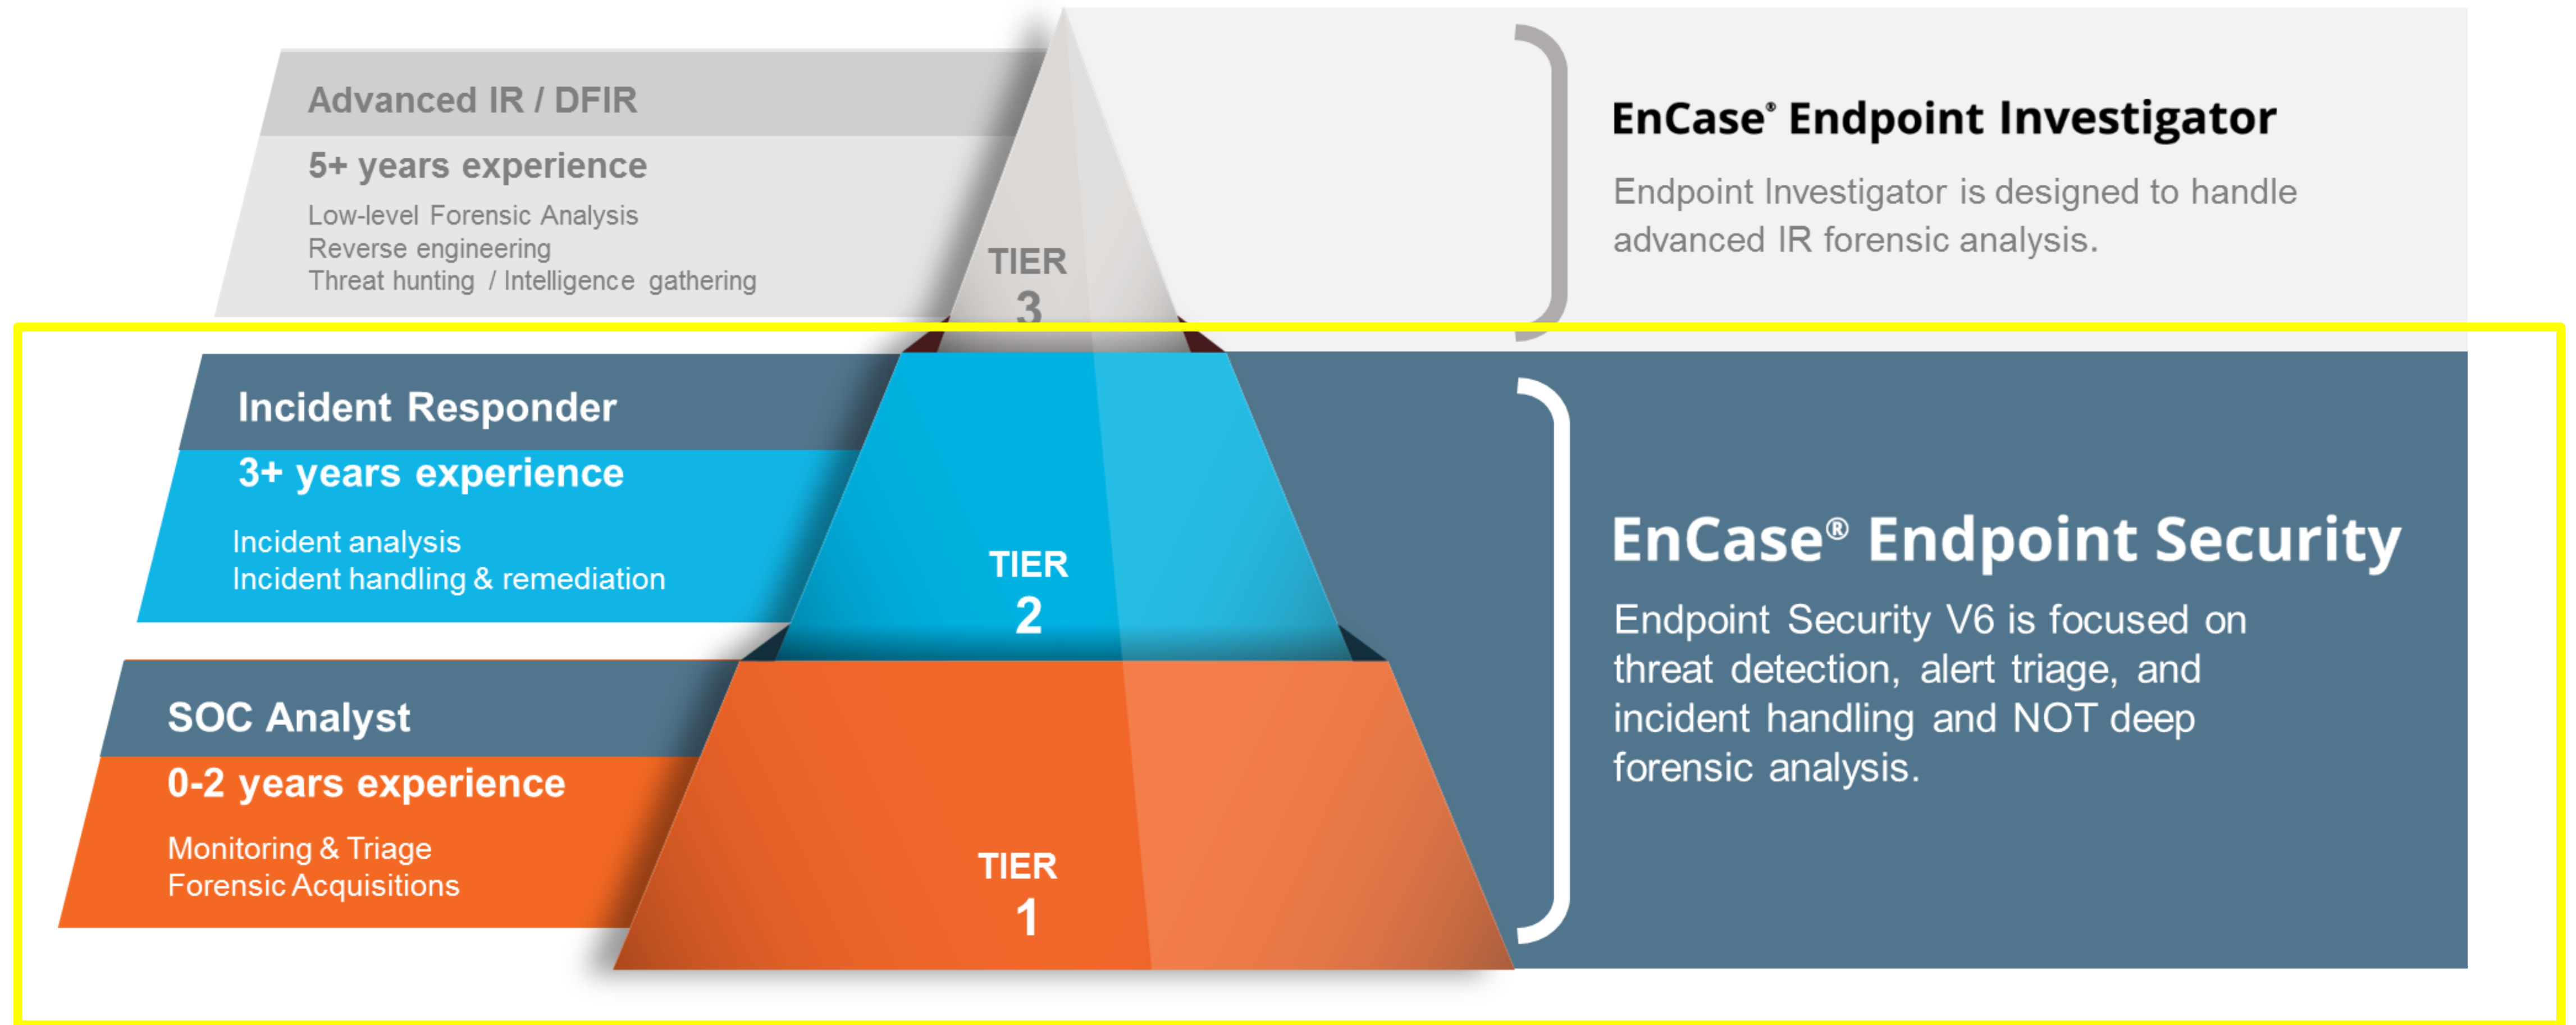 Advanced IR / DFIR
5+ years experience
Low-level Forensic Analysis
Reverse engineering
Threat hunting / Intelligence gathering
TIER
3
EnCase® Endpoint Investigator
Endpoint Investigator is designed to handle
advanced IR forensic analysis.
Incident Responder
3+ years experience
Incident analysis
Incident handling & remediation
TIER
2
SOC Analyst
0-2 years experience
Monitoring & Triage
Forensic Acquisitions
TIER
1
EnCase® Endpoint Security
Endpoint Security V6 is focused on
threat detection, alert triage, and
incident handling and NOT deep
forensic analysis.